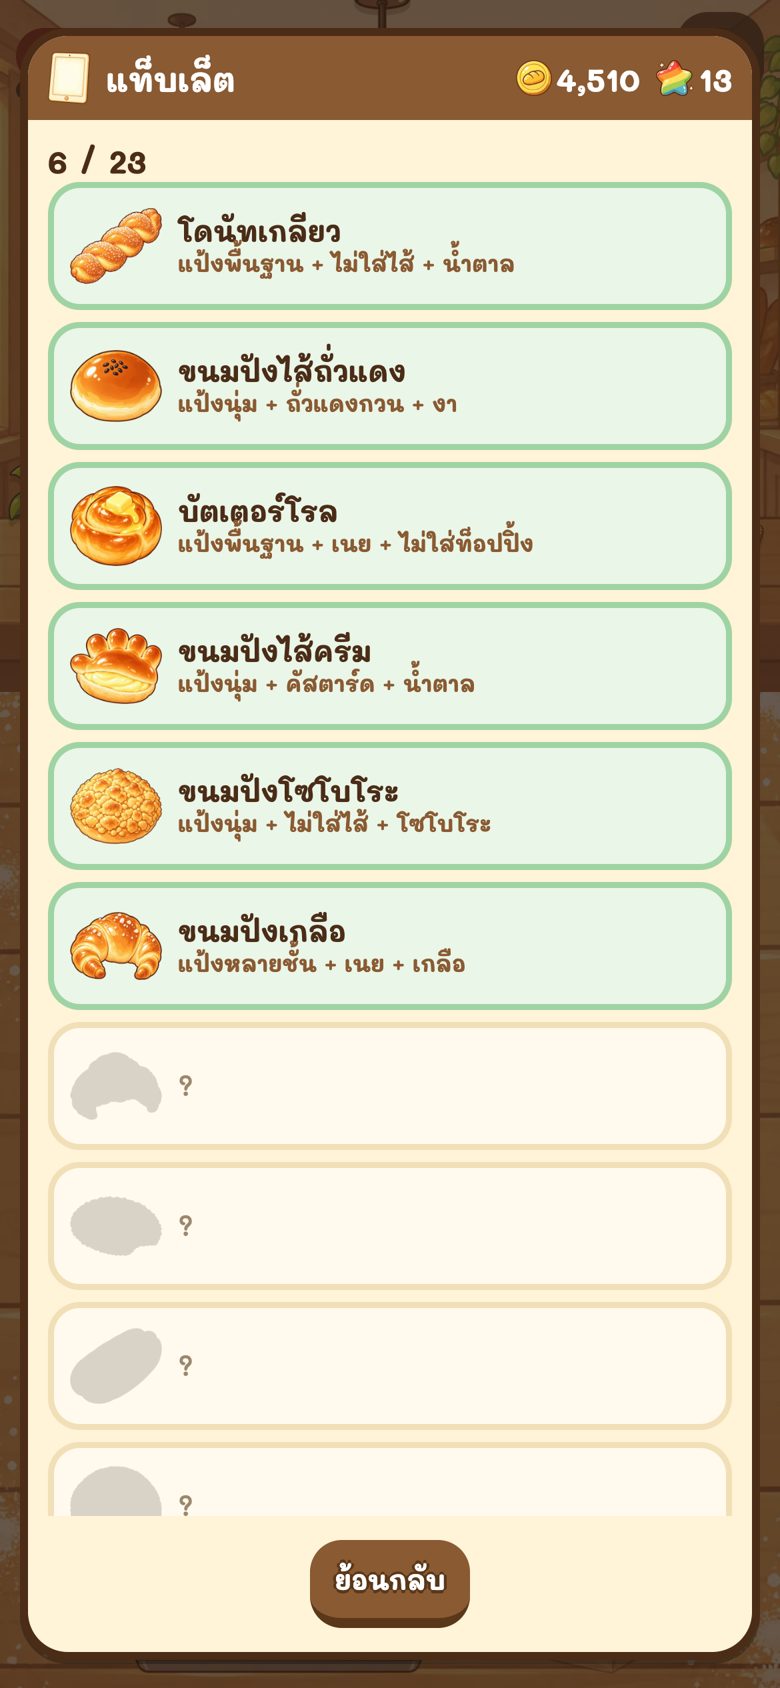 แท็บเล็ต
4,510
13
6 / 23
โดนัทเกลียว
แป้งพื้นฐาน + ไม่ใส่ไส้ + น้ำตาล
ขนมปังไส้ถั่วแดง
แป้งนุ่ม + ถั่วแดงกวน + งา
บัตเตอร์โรล
แป้งพื้นฐาน + เนย + ไม่ใส่ท็อปปิ้ง
ขนมปังไส้ครีม
แป้งนุ่ม + คัสตาร์ด + น้ำตาล
ขนมปังโซโบโระ
แป้งนุ่ม + ไม่ใส่ไส้ + โซโบโระ
ขนมปังเกลือ
แป้งหลายชั้น + เนย + เกลือ
?
?
?
?
ย้อนกลับ